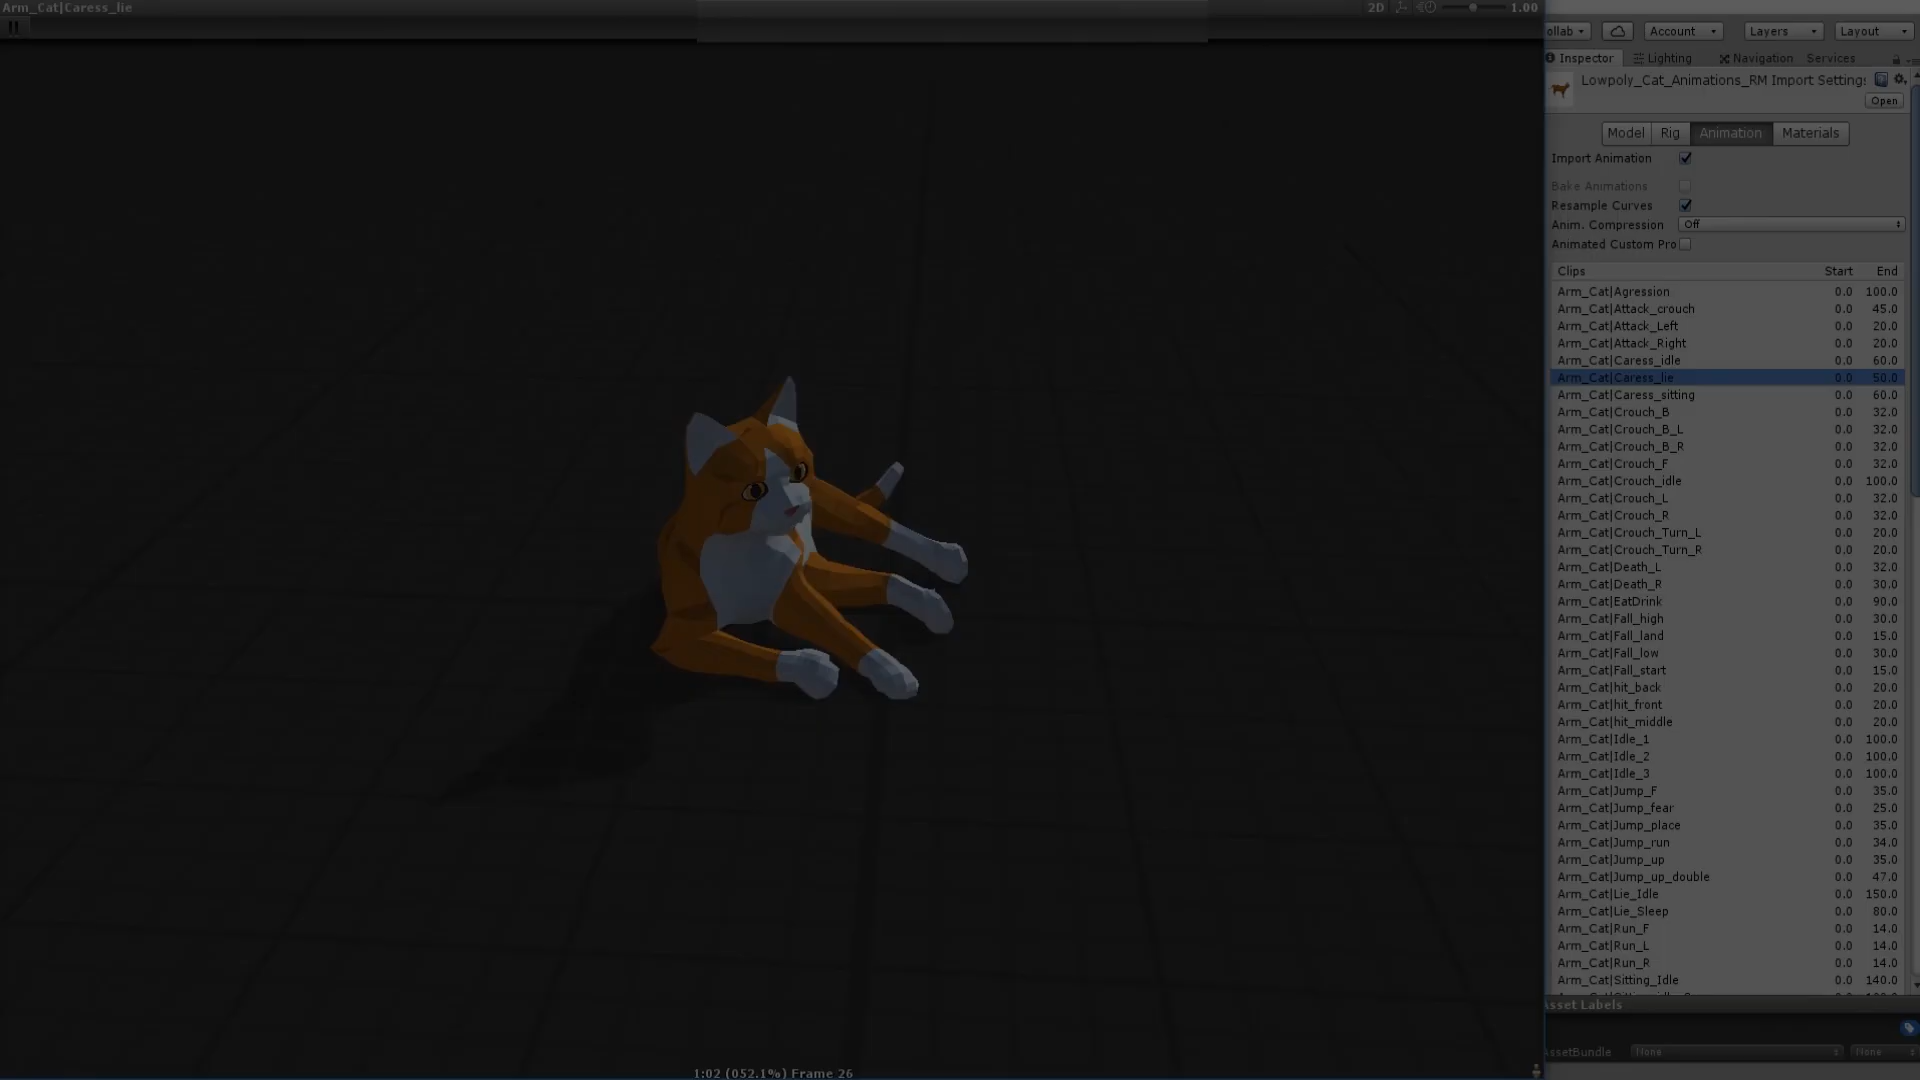 Arm_Cat|Caress_lie
2D
1.00
ollab
Account
Layers
Layout
Inspector
Lighting
Navigation
Services
Lowpoly_Cat_Animations_RM Import Settings
Open
Model
Rig
Animation
Materials
Import Animation
Bake Animations
Resample Curves
Anim. Compression
Off
Animated Custom Pro
Clips Start End
Arm_Cat|Agression 0.0 100.0
Arm_Cat|Attack_crouch 0.0 45.0
Arm_Cat|Attack_Left 0.0 20.0
Arm_Cat|Attack_Right 0.0 20.0
Arm_Cat|Caress_idle 0.0 60.0
Arm_Cat|Caress_lie 0.0 50.0
Arm_Cat|Caress_sitting 0.0 60.0
Arm_Cat|Crouch_B 0.0 32.0
Arm_Cat|Crouch_B_L 0.0 32.0
Arm_Cat|Crouch_B_R 0.0 32.0
Arm_Cat|Crouch_F 0.0 32.0
Arm_Cat|Crouch_idle 0.0 100.0
Arm_Cat|Crouch_L 0.0 32.0
Arm_Cat|Crouch_R 0.0 32.0
Arm_Cat|Crouch_Turn_L 0.0 20.0
Arm_Cat|Crouch_Turn_R 0.0 20.0
Arm_Cat|Death_L 0.0 32.0
Arm_Cat|Death_R 0.0 30.0
Arm_Cat|EatDrink 0.0 90.0
Arm_Cat|Fall_high 0.0 30.0
Arm_Cat|Fall_land 0.0 15.0
Arm_Cat|Fall_low 0.0 30.0
Arm_Cat|Fall_start 0.0 15.0
Arm_Cat|hit_back 0.0 20.0
Arm_Cat|hit_front 0.0 20.0
Arm_Cat|hit_middle 0.0 20.0
Arm_Cat|Idle_1 0.0 100.0
Arm_Cat|Idle_2 0.0 100.0
Arm_Cat|Idle_3 0.0 100.0
Arm_Cat|Jump_F 0.0 35.0
Arm_Cat|Jump_fear 0.0 25.0
Arm_Cat|Jump_place 0.0 35.0
Arm_Cat|Jump_run 0.0 34.0
Arm_Cat|Jump_up 0.0 35.0
Arm_Cat|Jump_up_double 0.0 47.0
Arm_Cat|Lie_Idle 0.0 150.0
Arm_Cat|Lie_Sleep 0.0 80.0
Arm_Cat|Run_F 0.0 14.0
Arm_Cat|Run_L 0.0 14.0
Arm_Cat|Run_R 0.0 14.0
Arm_Cat|Sitting_Idle 0.0 140.0
Asset Labels
AssetBundle
None
None
1:02 (052.1%) Frame 26